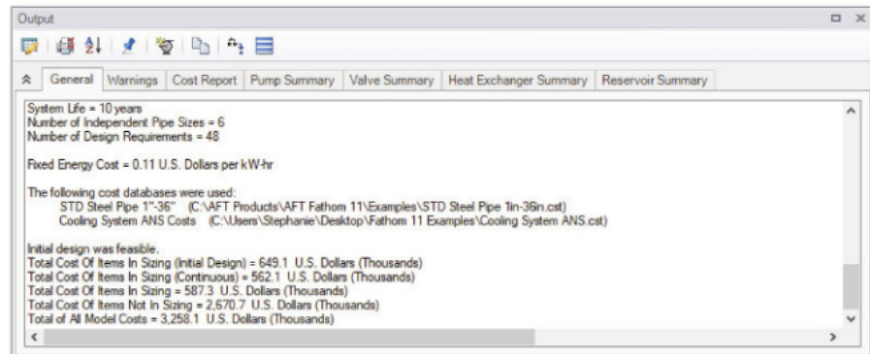 Output
General Warnings Cost Report Pump Summary Valve Summary Heat Exchanger Summary Reservoir Summary
System Life = 10 years
Number of Independent Pipe Sizes = 6
Number of Design Requirements = 48
Fixed Energy Cost = 0.11 U.S. Dollars per kW-hr
The following cost databases were used:
STD Steel Pipe 1"-36" (C:\AFT Products\AFT Fathom 11\Examples\STD Steel Pipe 1in-36in.cst)
Cooling System ANS Costs (C:\Users\Stephanie\Desktop\Fathom 11 Examples\Cooling System ANS.cst)
Initial design was feasible.
Total Cost Of Items In Sizing (Initial Design) = 649.1 U.S. Dollars (Thousands)
Total Cost Of Items In Sizing (Continuous) = 562.1 U.S. Dollars (Thousands)
Total Cost Of Items In Sizing = 587.3 U.S. Dollars (Thousands)
Total Cost Of Items Not In Sizing = 2,670.7 U.S. Dollars (Thousands)
Total of All Model Costs = 3,258.1 U.S. Dollars (Thousands)